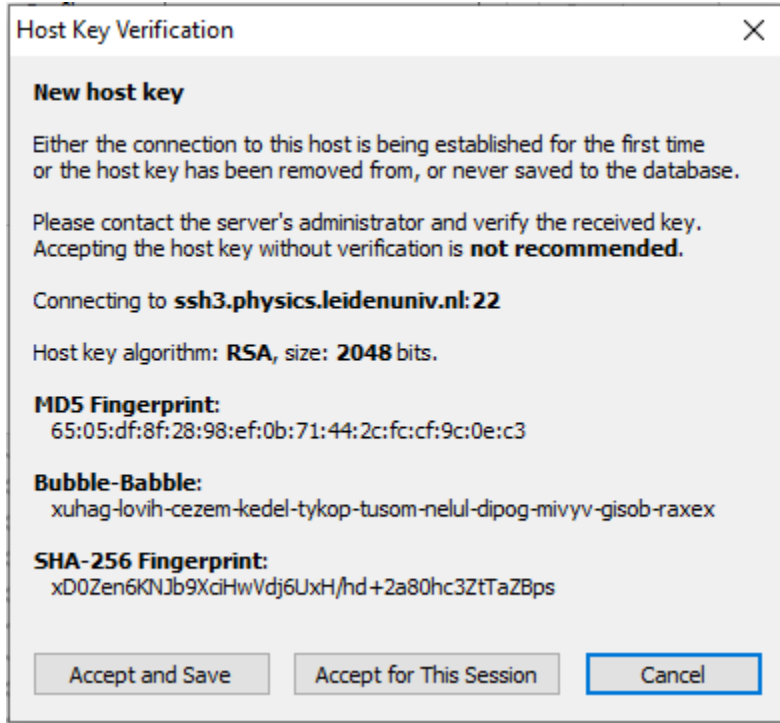 Host Key Verification
New host key
Either the connection to this host is being established for the first time
or the host key has been removed from, or never saved to the database.
Please contact the server's administrator and verify the received key.
Accepting the host key without verification is not recommended.
Connecting to ssh3.physics.leidenuniv.nl:22
Host key algorithm: RSA, size: 2048 bits.
MD5 Fingerprint:
65:05:df:8f:28:98:ef:0b:71:44:2c:fc:cf:9c:0e:c3
Bubble-Babble:
xuhag-lovih-cezem-kedel-tykop-tusom-nelul-dipog-mivyv-gisob-raxex
SHA-256 Fingerprint:
xD0Zen6KNJb9XciHwVdj6UxH/hd+2a80hc3ZtTaZBps
Accept and Save
Accept for This Session
Cancel